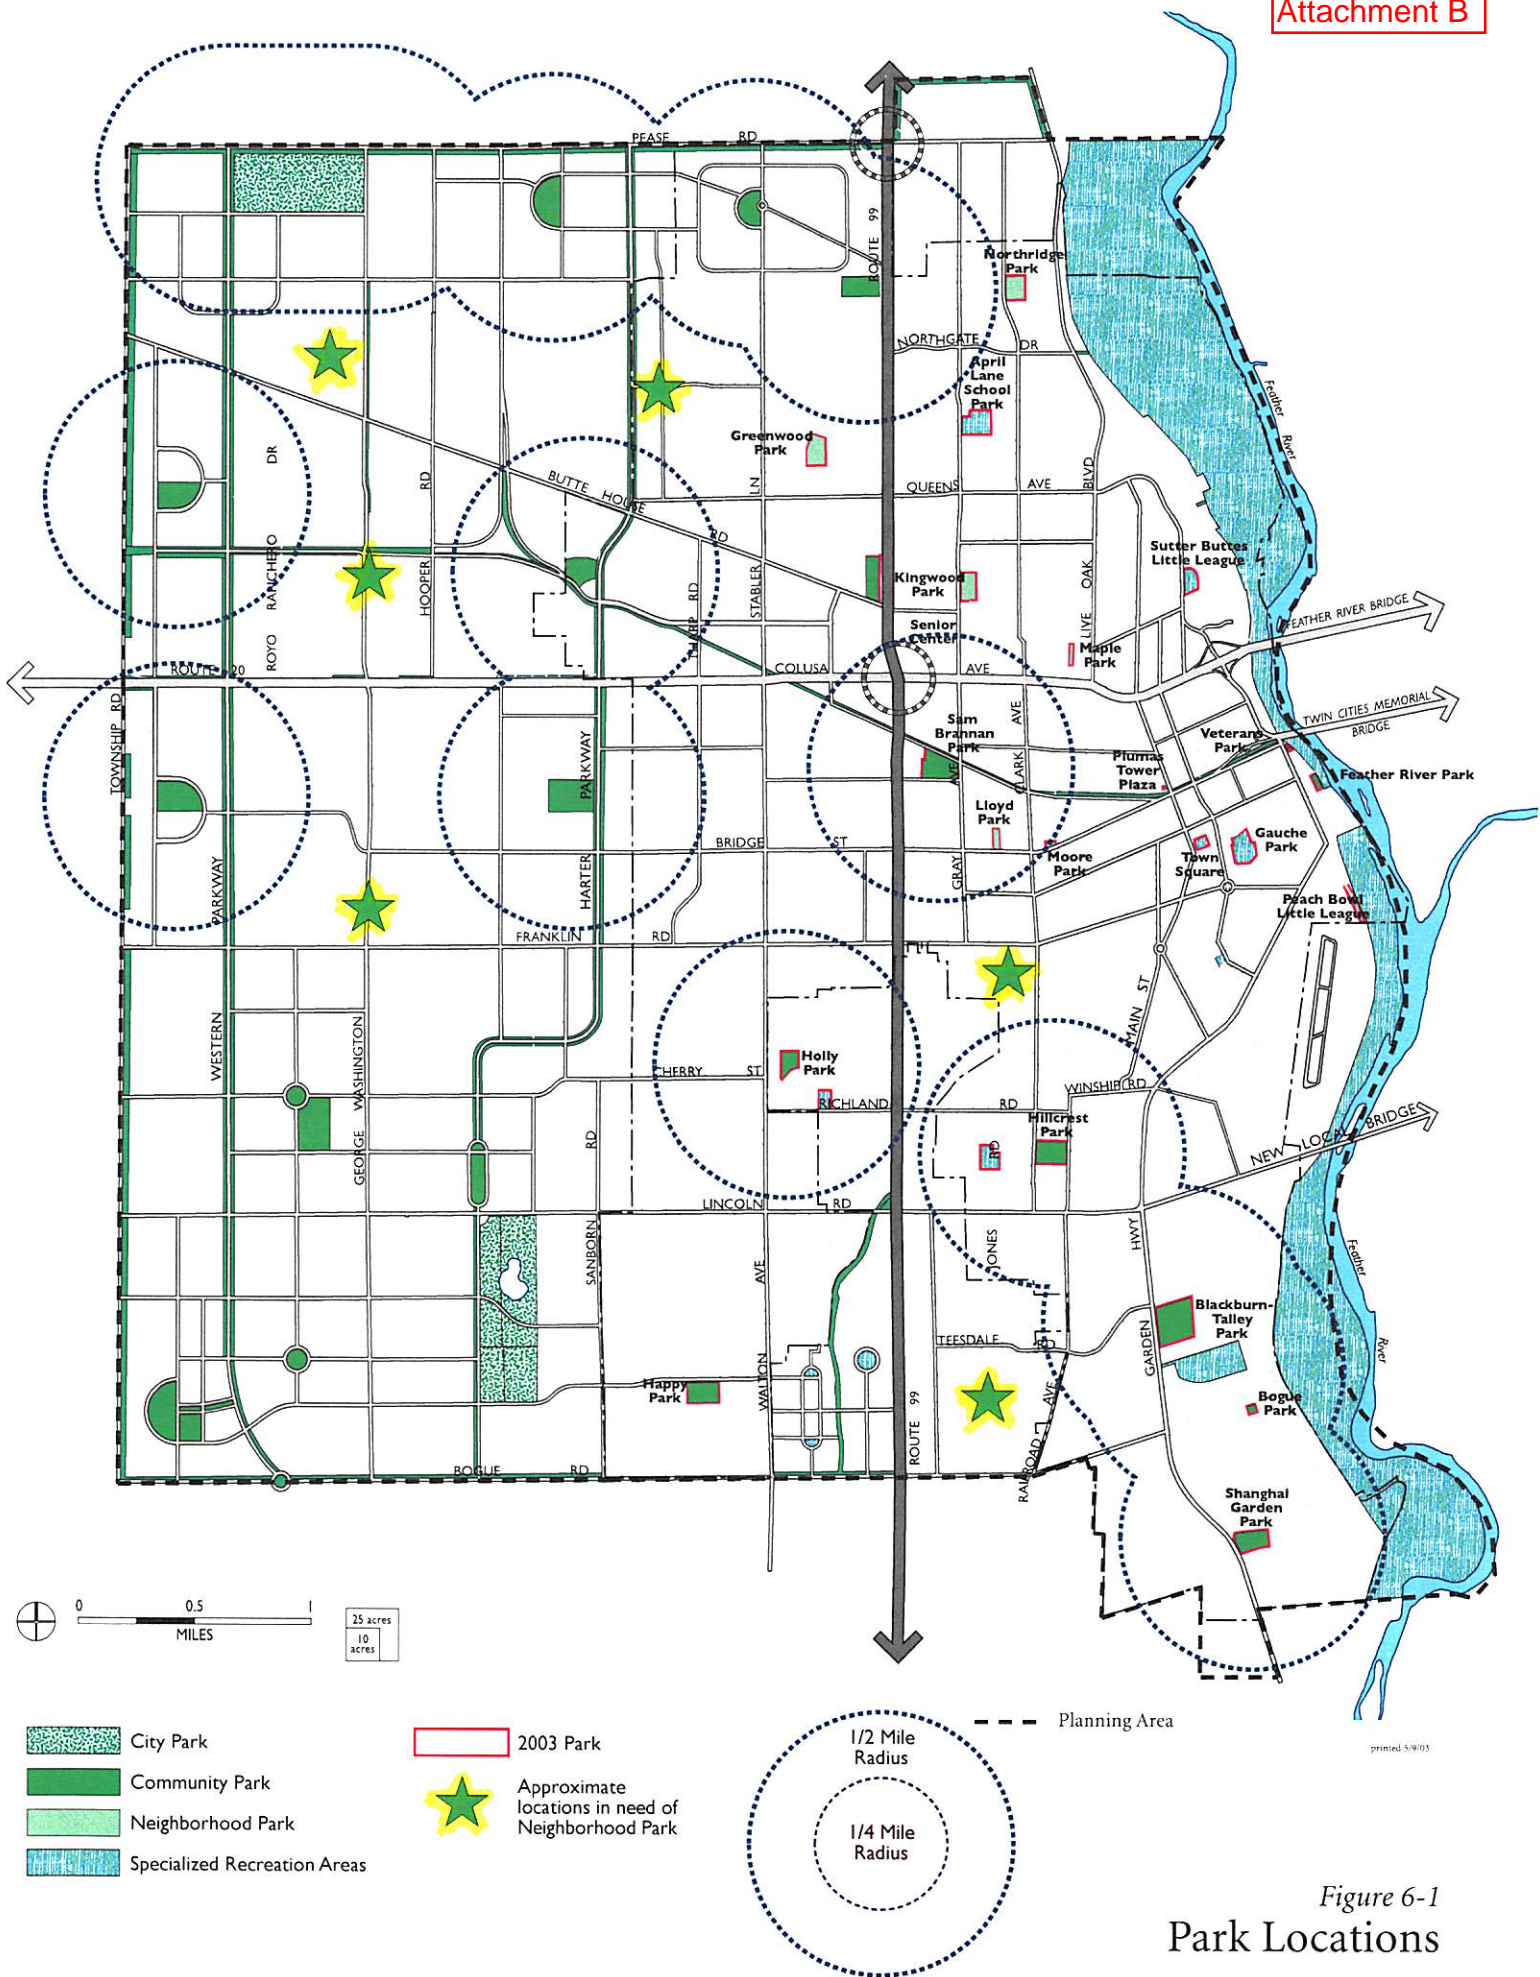 Attachment B
PEASE RD
ROUTE 99
Northridge
Park
NORTHGATE DR
April
Lane
School
Park
Feather
River
Greenwood
Park
ROYO RANCHERO DR
HOOPER RD
BUTTE HOUSE RD
STABLER LN
QUEENS AVE
LIVE OAK BLVD
THARP RD
Kingwood
Park
Sutter Buttes
Little League
Senior
Center
Maple
Park
FEATHER RIVER BRIDGE
ROUTE 20
COLUSA AVE
TWIN CITIES MEMORIAL
BRIDGE
TOWNSHIP RD
Sam
Brannan
Park
CLARK AVE
Veterans
Park
Plumas
Tower
Plaza
Feather River Park
HARTER PARKWAY
Lloyd
Park
GRAY AVE
BRIDGE ST
Moore
Park
Town
Square
Gauche
Park
WESTERN PARKWAY
Peach Bowl
Little League
FRANKLIN RD
GEORGE WASHINGTON
MAIN ST
Holly
Park
CHERRY ST
WINSHIP RD
RICHLAND RD
Hillcrest
Park
NEW LOCAL BRIDGE
SANBORN RD
LINCOLN RD
JONES RD
GARDEN HWY
Feather
River
Blackburn-
Talley
Park
WALTON AVE
TEESDALE RD
Happy
Park
Bogue
Park
ROUTE 99
RAILROAD AVE
BOGUE RD
Shanghai
Garden
Park
0 0.5 1
MILES
25 acres
10
acres
City Park
Community Park
Neighborhood Park
Specialized Recreation Areas
2003 Park
Approximate
locations in need of
Neighborhood Park
1/2 Mile
Radius
1/4 Mile
Radius
Planning Area
printed 5/9/03
Figure 6-1
Park Locations